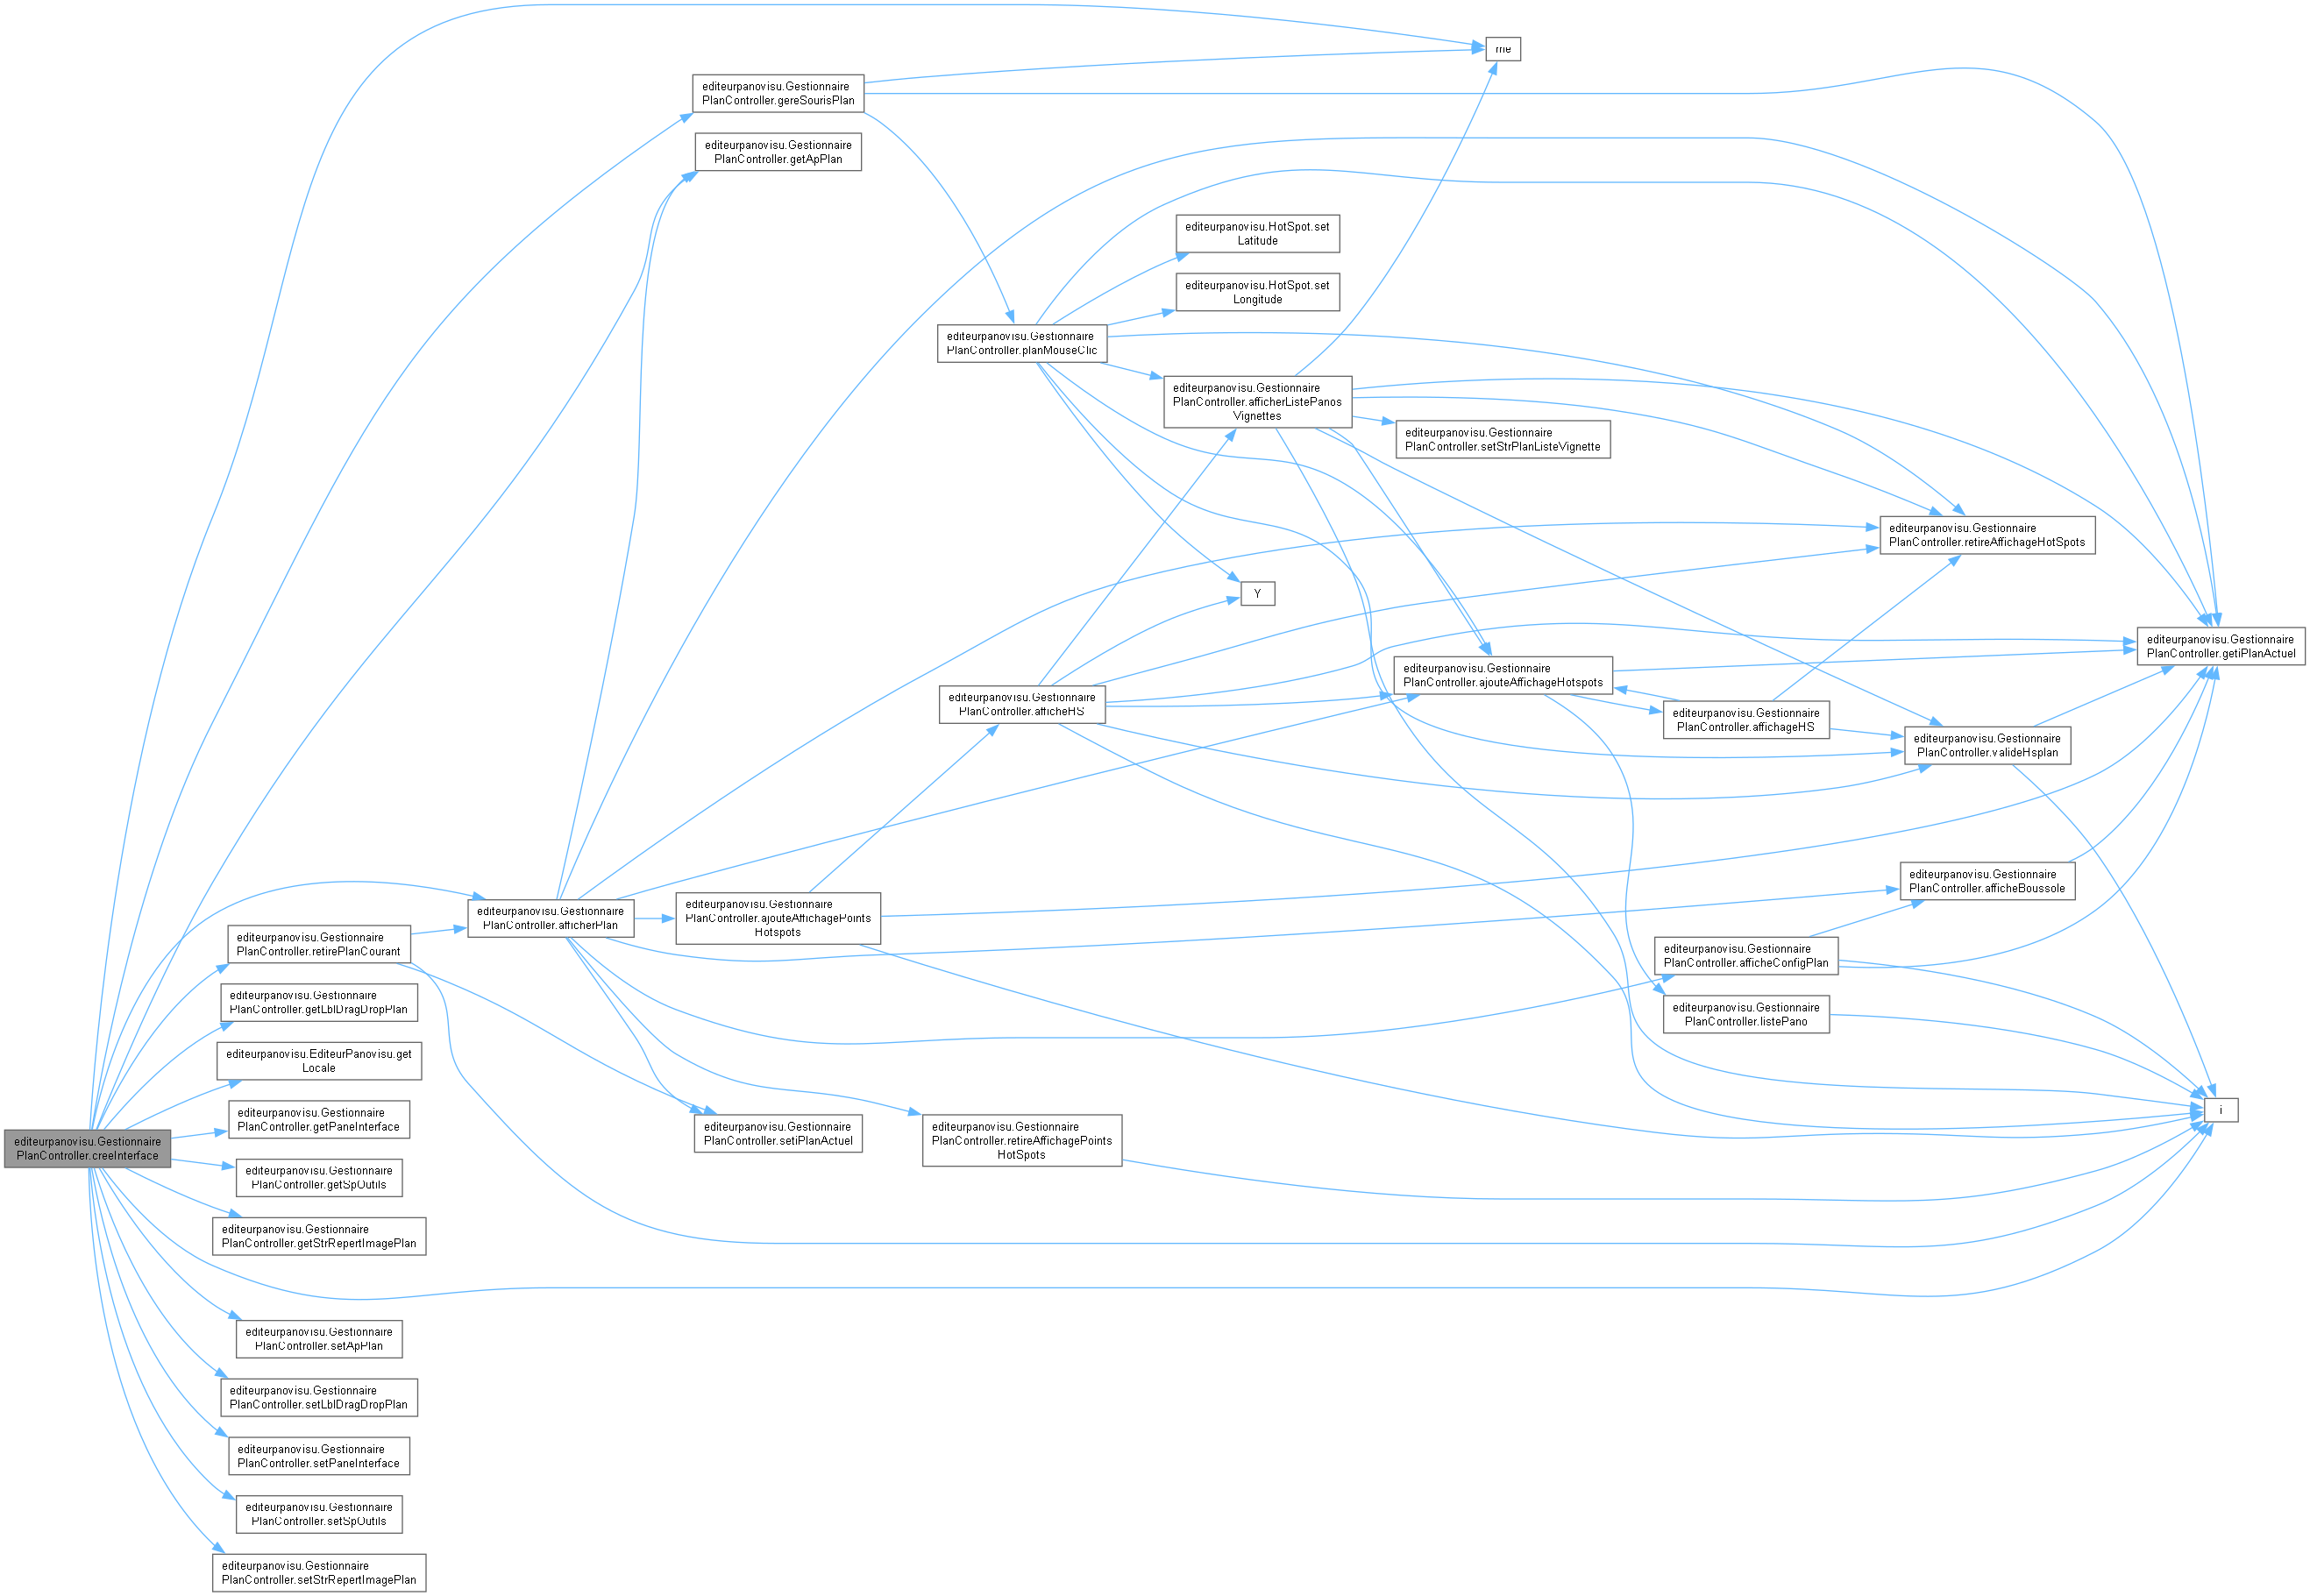 me
editeurpanovisu.Gestionnaire
PlanController.gereSourisPlan
editeurpanovisu.Gestionnaire
PlanController.getApPlan
editeurpanovisu.HotSpot.set
Latitude
editeurpanovisu.HotSpot.set
Longitude
editeurpanovisu.Gestionnaire
PlanController.planMouseClic
editeurpanovisu.Gestionnaire
PlanController.afficherListePanos
Vignettes
editeurpanovisu.Gestionnaire
PlanController.setStrPlanListeVignette
editeurpanovisu.Gestionnaire
PlanController.retireAffichageHotSpots
Y
editeurpanovisu.Gestionnaire
PlanController.getiPlanActuel
editeurpanovisu.Gestionnaire
PlanController.ajouteAffichageHotspots
editeurpanovisu.Gestionnaire
PlanController.afficheHS
editeurpanovisu.Gestionnaire
PlanController.affichageHS
editeurpanovisu.Gestionnaire
PlanController.valideHsplan
editeurpanovisu.Gestionnaire
PlanController.afficheBoussole
editeurpanovisu.Gestionnaire
PlanController.afficherPlan
editeurpanovisu.Gestionnaire
PlanController.ajouteAffichagePoints
Hotspots
editeurpanovisu.Gestionnaire
PlanController.retirePlanCourant
editeurpanovisu.Gestionnaire
PlanController.afficheConfigPlan
editeurpanovisu.Gestionnaire
PlanController.getLblDragDropPlan
editeurpanovisu.Gestionnaire
PlanController.listePano
editeurpanovisu.EditeurPanovisu.get
Locale
editeurpanovisu.Gestionnaire
PlanController.getPaneInterface
i
editeurpanovisu.Gestionnaire
PlanController.setiPlanActuel
editeurpanovisu.Gestionnaire
PlanController.retireAffichagePoints
HotSpots
editeurpanovisu.Gestionnaire
PlanController.creeInterface
editeurpanovisu.Gestionnaire
PlanController.getSpOutils
editeurpanovisu.Gestionnaire
PlanController.getStrRepertImagePlan
editeurpanovisu.Gestionnaire
PlanController.setApPlan
editeurpanovisu.Gestionnaire
PlanController.setLblDragDropPlan
editeurpanovisu.Gestionnaire
PlanController.setPaneInterface
editeurpanovisu.Gestionnaire
PlanController.setSpOutils
editeurpanovisu.Gestionnaire
PlanController.setStrRepertImagePlan